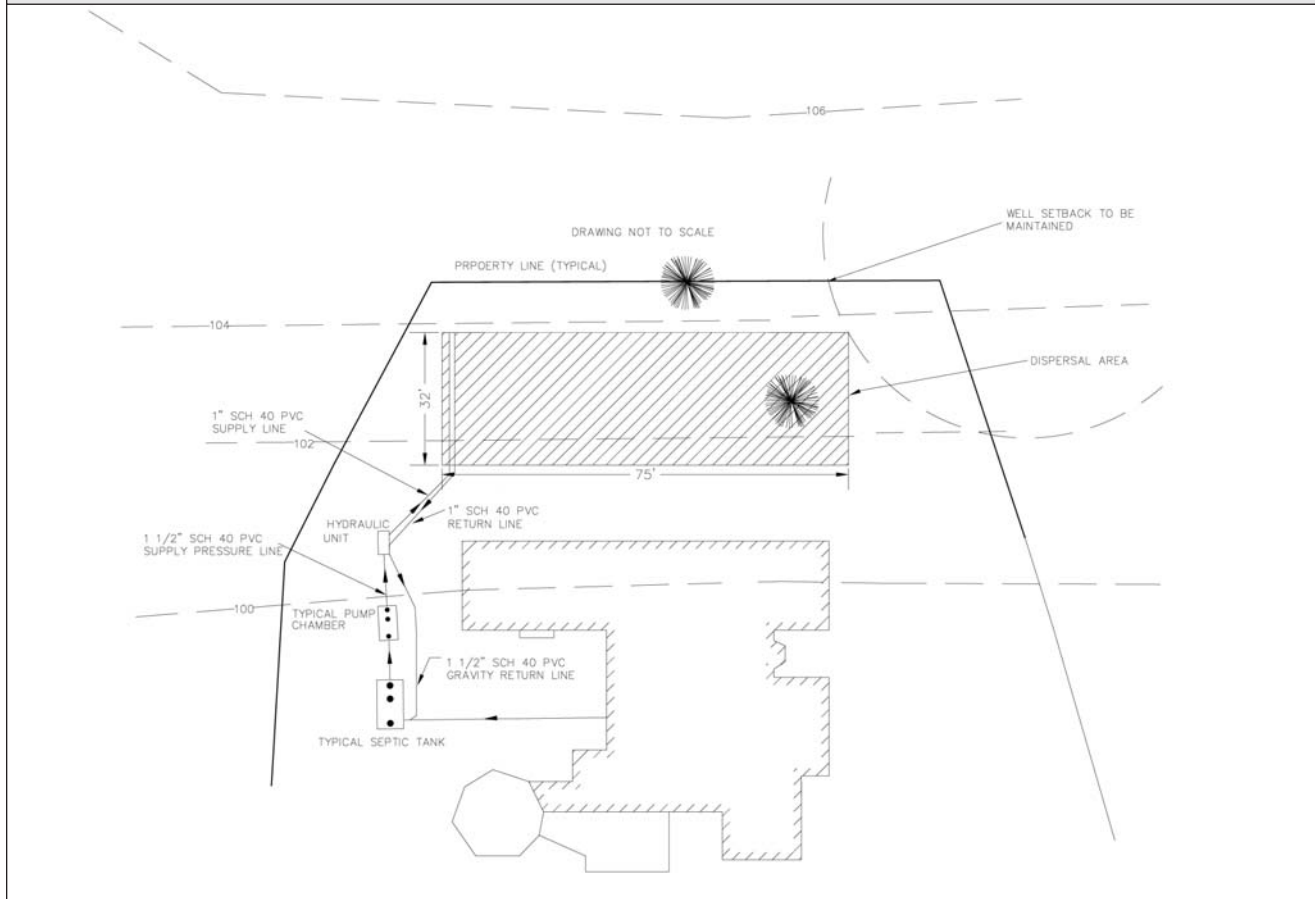 106
WELL SETBACK TO BE
MAINTAINED
DRAWING NOT TO SCALE
PRPOERTY LINE (TYPICAL)
104
DISPERSAL AREA
32'
1" SCH 40 PVC
SUPPLY LINE
102
75'
1" SCH 40 PVC
RETURN LINE
HYDRAULIC
UNIT
1 1/2" SCH 40 PVC
SUPPLY PRESSURE LINE
100
TYPICAL PUMP
CHAMBER
1 1/2" SCH 40 PVC
GRAVITY RETURN LINE
TYPICAL SEPTIC TANK